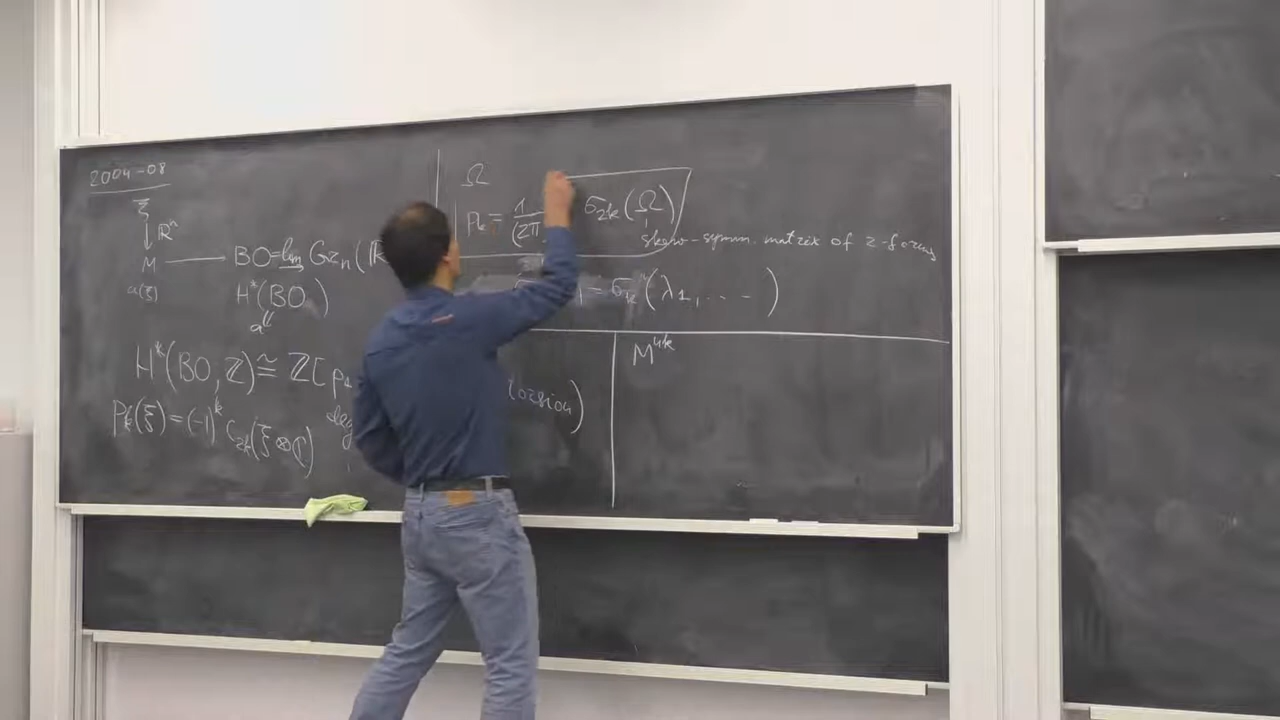 2004-08
ξ
↓ ℝⁿ
M ⟶ BO = lim Gr_n(ℝ
a(ξ) H*(BO)
a
H*(BO, ℤ) ≅ ℤ[p
P_k(ξ) = (-1)^k C_2k(ξ⊗ℂ) deg
torsion)
Ω
P_k = 1/(2π σ_2k(Ω)
skew-symm. matrix of 2-forms
= σ_k(λ_1, ... )
M^4k